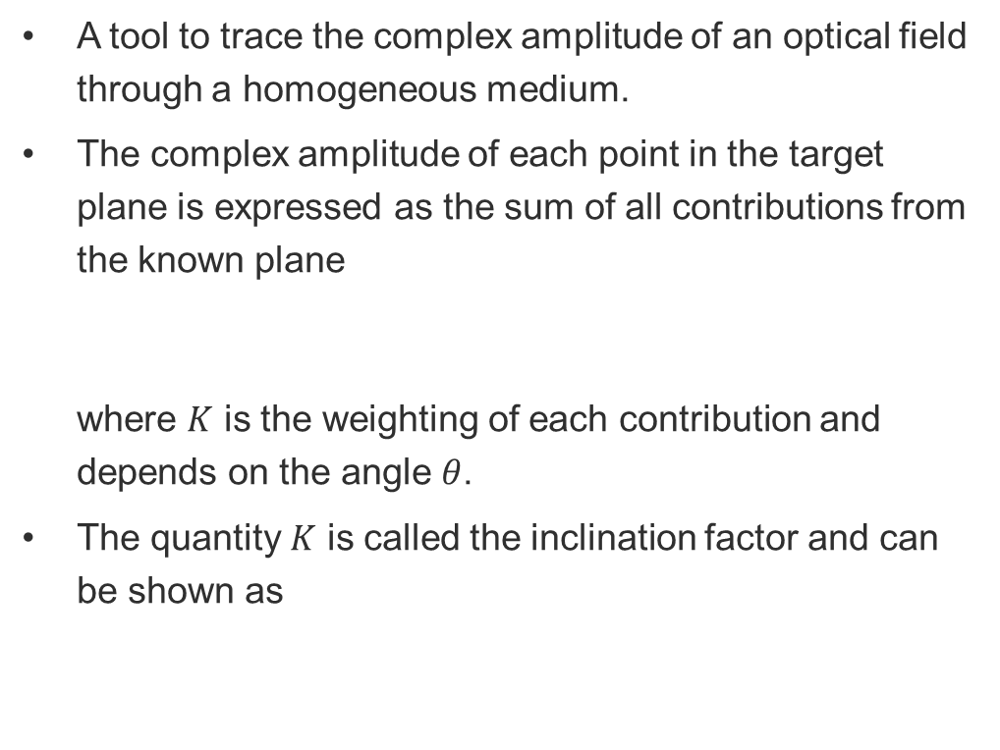 • A tool to trace the complex amplitude of an optical field
through a homogeneous medium.
• The complex amplitude of each point in the target
plane is expressed as the sum of all contributions from
the known plane
where 𝐾 is the weighting of each contribution and
depends on the angle 𝜃.
• The quantity 𝐾 is called the inclination factor and can
be shown as